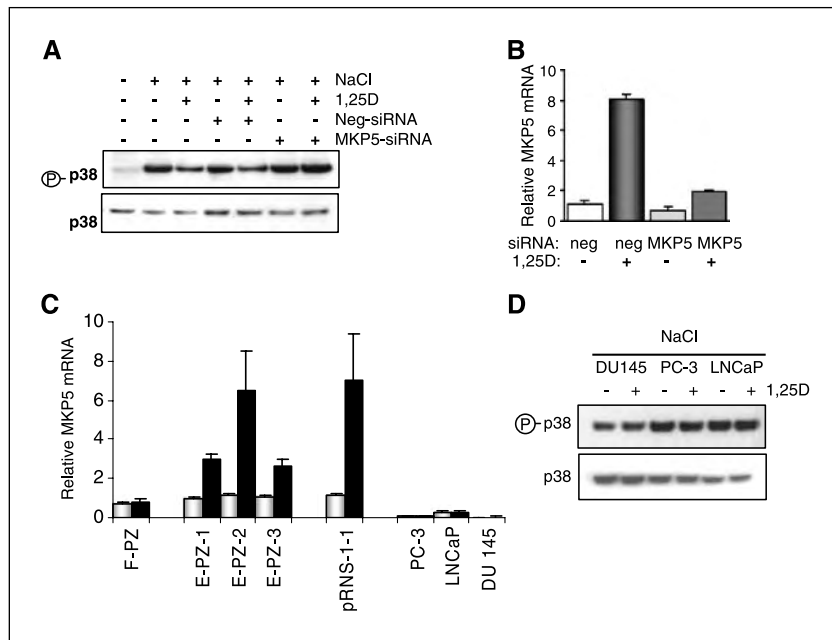 A
- + + + + + + NaCl
- - + - + - + 1,25D
- - - + + - - Neg-siRNA
- - - - - + + MKP5-siRNA
P-p38
p38
B
Relative MKP5 mRNA
10
8
6
4
2
0
siRNA: neg neg MKP5 MKP5
1,25D: - + - +
C
Relative MKP5 mRNA
10
8
6
4
2
0
F-PZ
E-PZ-1
E-PZ-2
E-PZ-3
pRNS-1-1
PC-3
LNCaP
DU 145
D
NaCl
DU145 PC-3 LNCaP
- + - + - + 1,25D
P-p38
p38